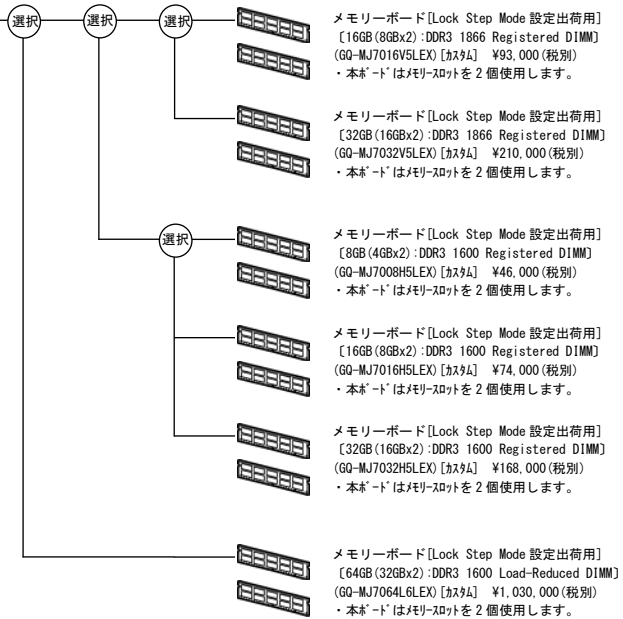 選択 選択 選択
メモリーボード[Lock Step Mode 設定出荷用]
〔16GB(8GBx2):DDR3 1866 Registered DIMM〕
(GQ-MJ7016V5LEX)[カスタム] ¥93,000(税別)
・本ボードはメモリースロットを2個使用します。
メモリーボード[Lock Step Mode 設定出荷用]
〔32GB(16GBx2):DDR3 1866 Registered DIMM〕
(GQ-MJ7032V5LEX)[カスタム] ¥210,000(税別)
・本ボードはメモリースロットを2個使用します。
選択
メモリーボード[Lock Step Mode 設定出荷用]
〔8GB(4GBx2):DDR3 1600 Registered DIMM〕
(GQ-MJ7008H5LEX)[カスタム] ¥46,000(税別)
・本ボードはメモリースロットを2個使用します。
メモリーボード[Lock Step Mode 設定出荷用]
〔16GB(8GBx2):DDR3 1600 Registered DIMM〕
(GQ-MJ7016H5LEX)[カスタム] ¥74,000(税別)
・本ボードはメモリースロットを2個使用します。
メモリーボード[Lock Step Mode 設定出荷用]
〔32GB(16GBx2):DDR3 1600 Registered DIMM〕
(GQ-MJ7032H5LEX)[カスタム] ¥168,000(税別)
・本ボードはメモリースロットを2個使用します。
メモリーボード[Lock Step Mode 設定出荷用]
〔64GB(32GBx2):DDR3 1600 Load-Reduced DIMM〕
(GQ-MJ7064L6LEX)[カスタム] ¥1,030,000(税別)
・本ボードはメモリースロットを2個使用します。